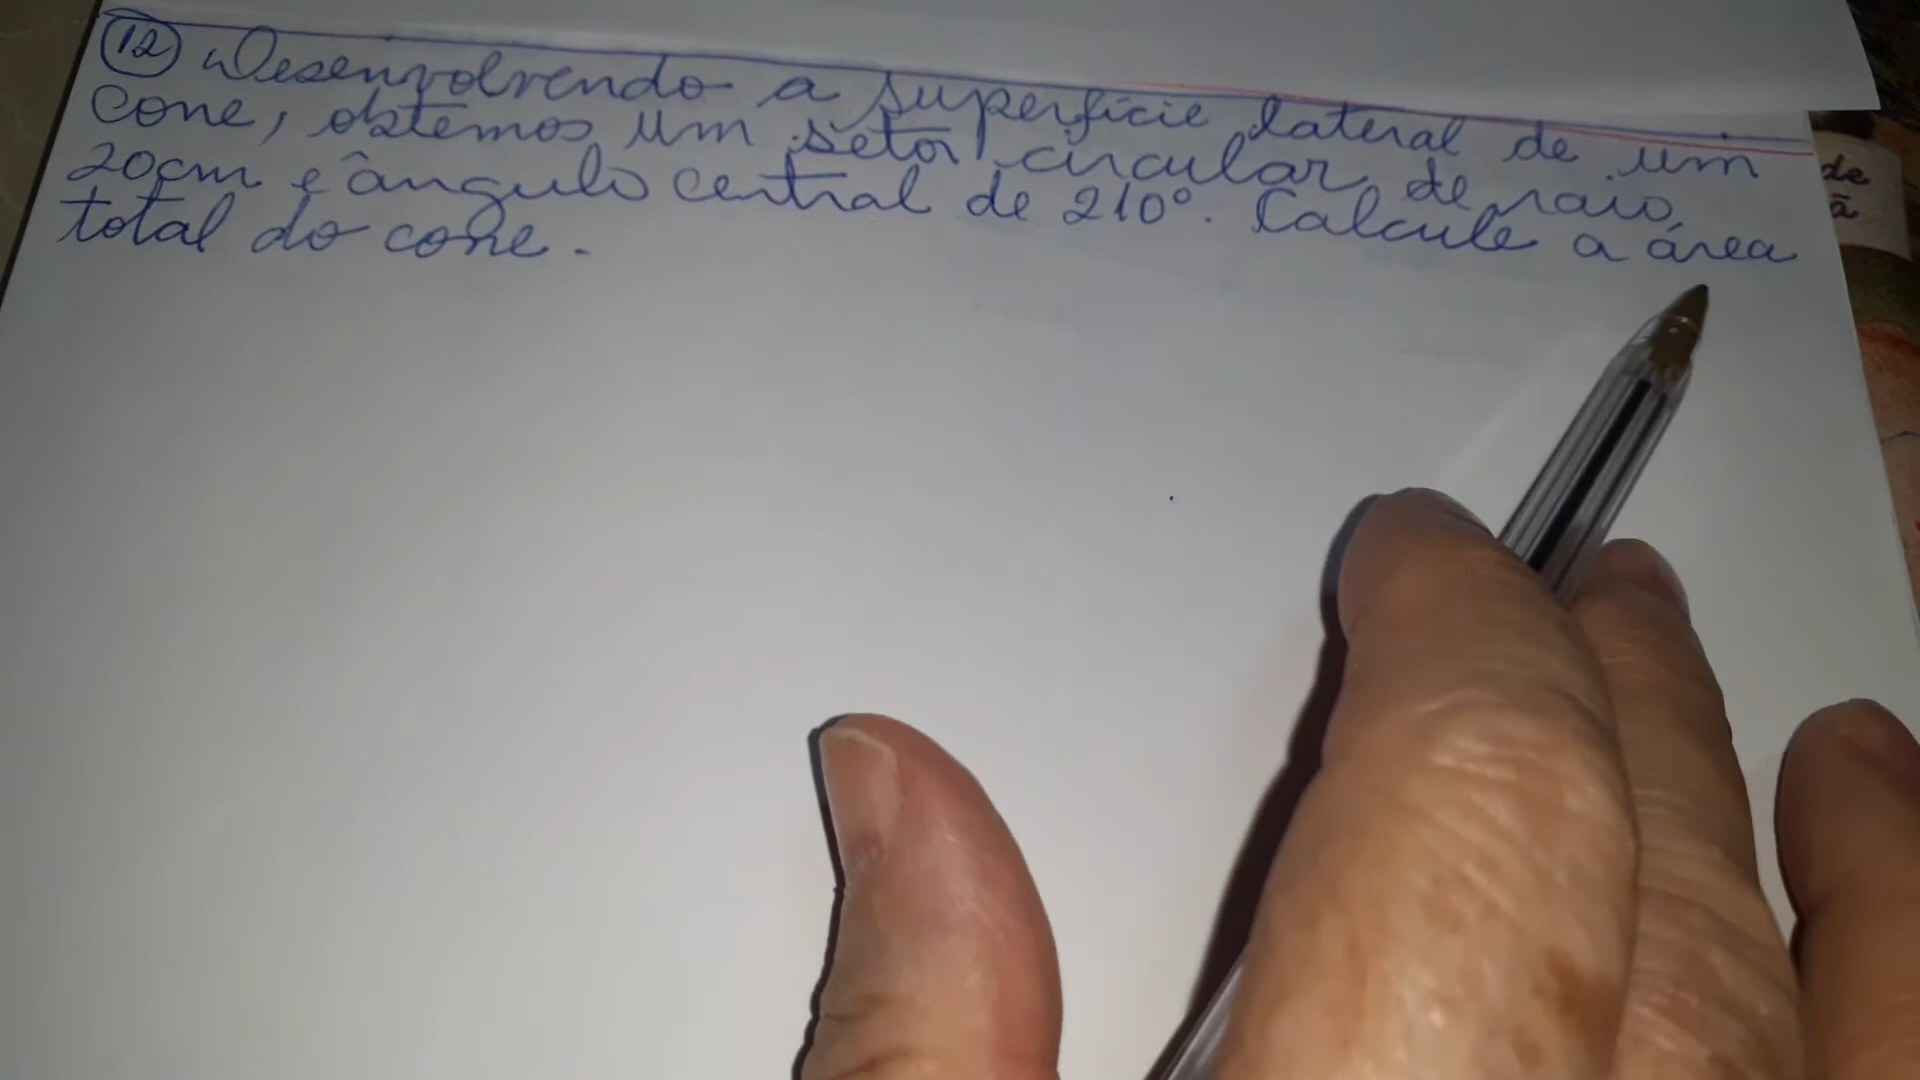 12 Desenvolvendo a superfície lateral de um
cone, obtemos um setor circular de raio
20cm e ângulo central de 210°. Calcule a área
total do cone.
de
ã